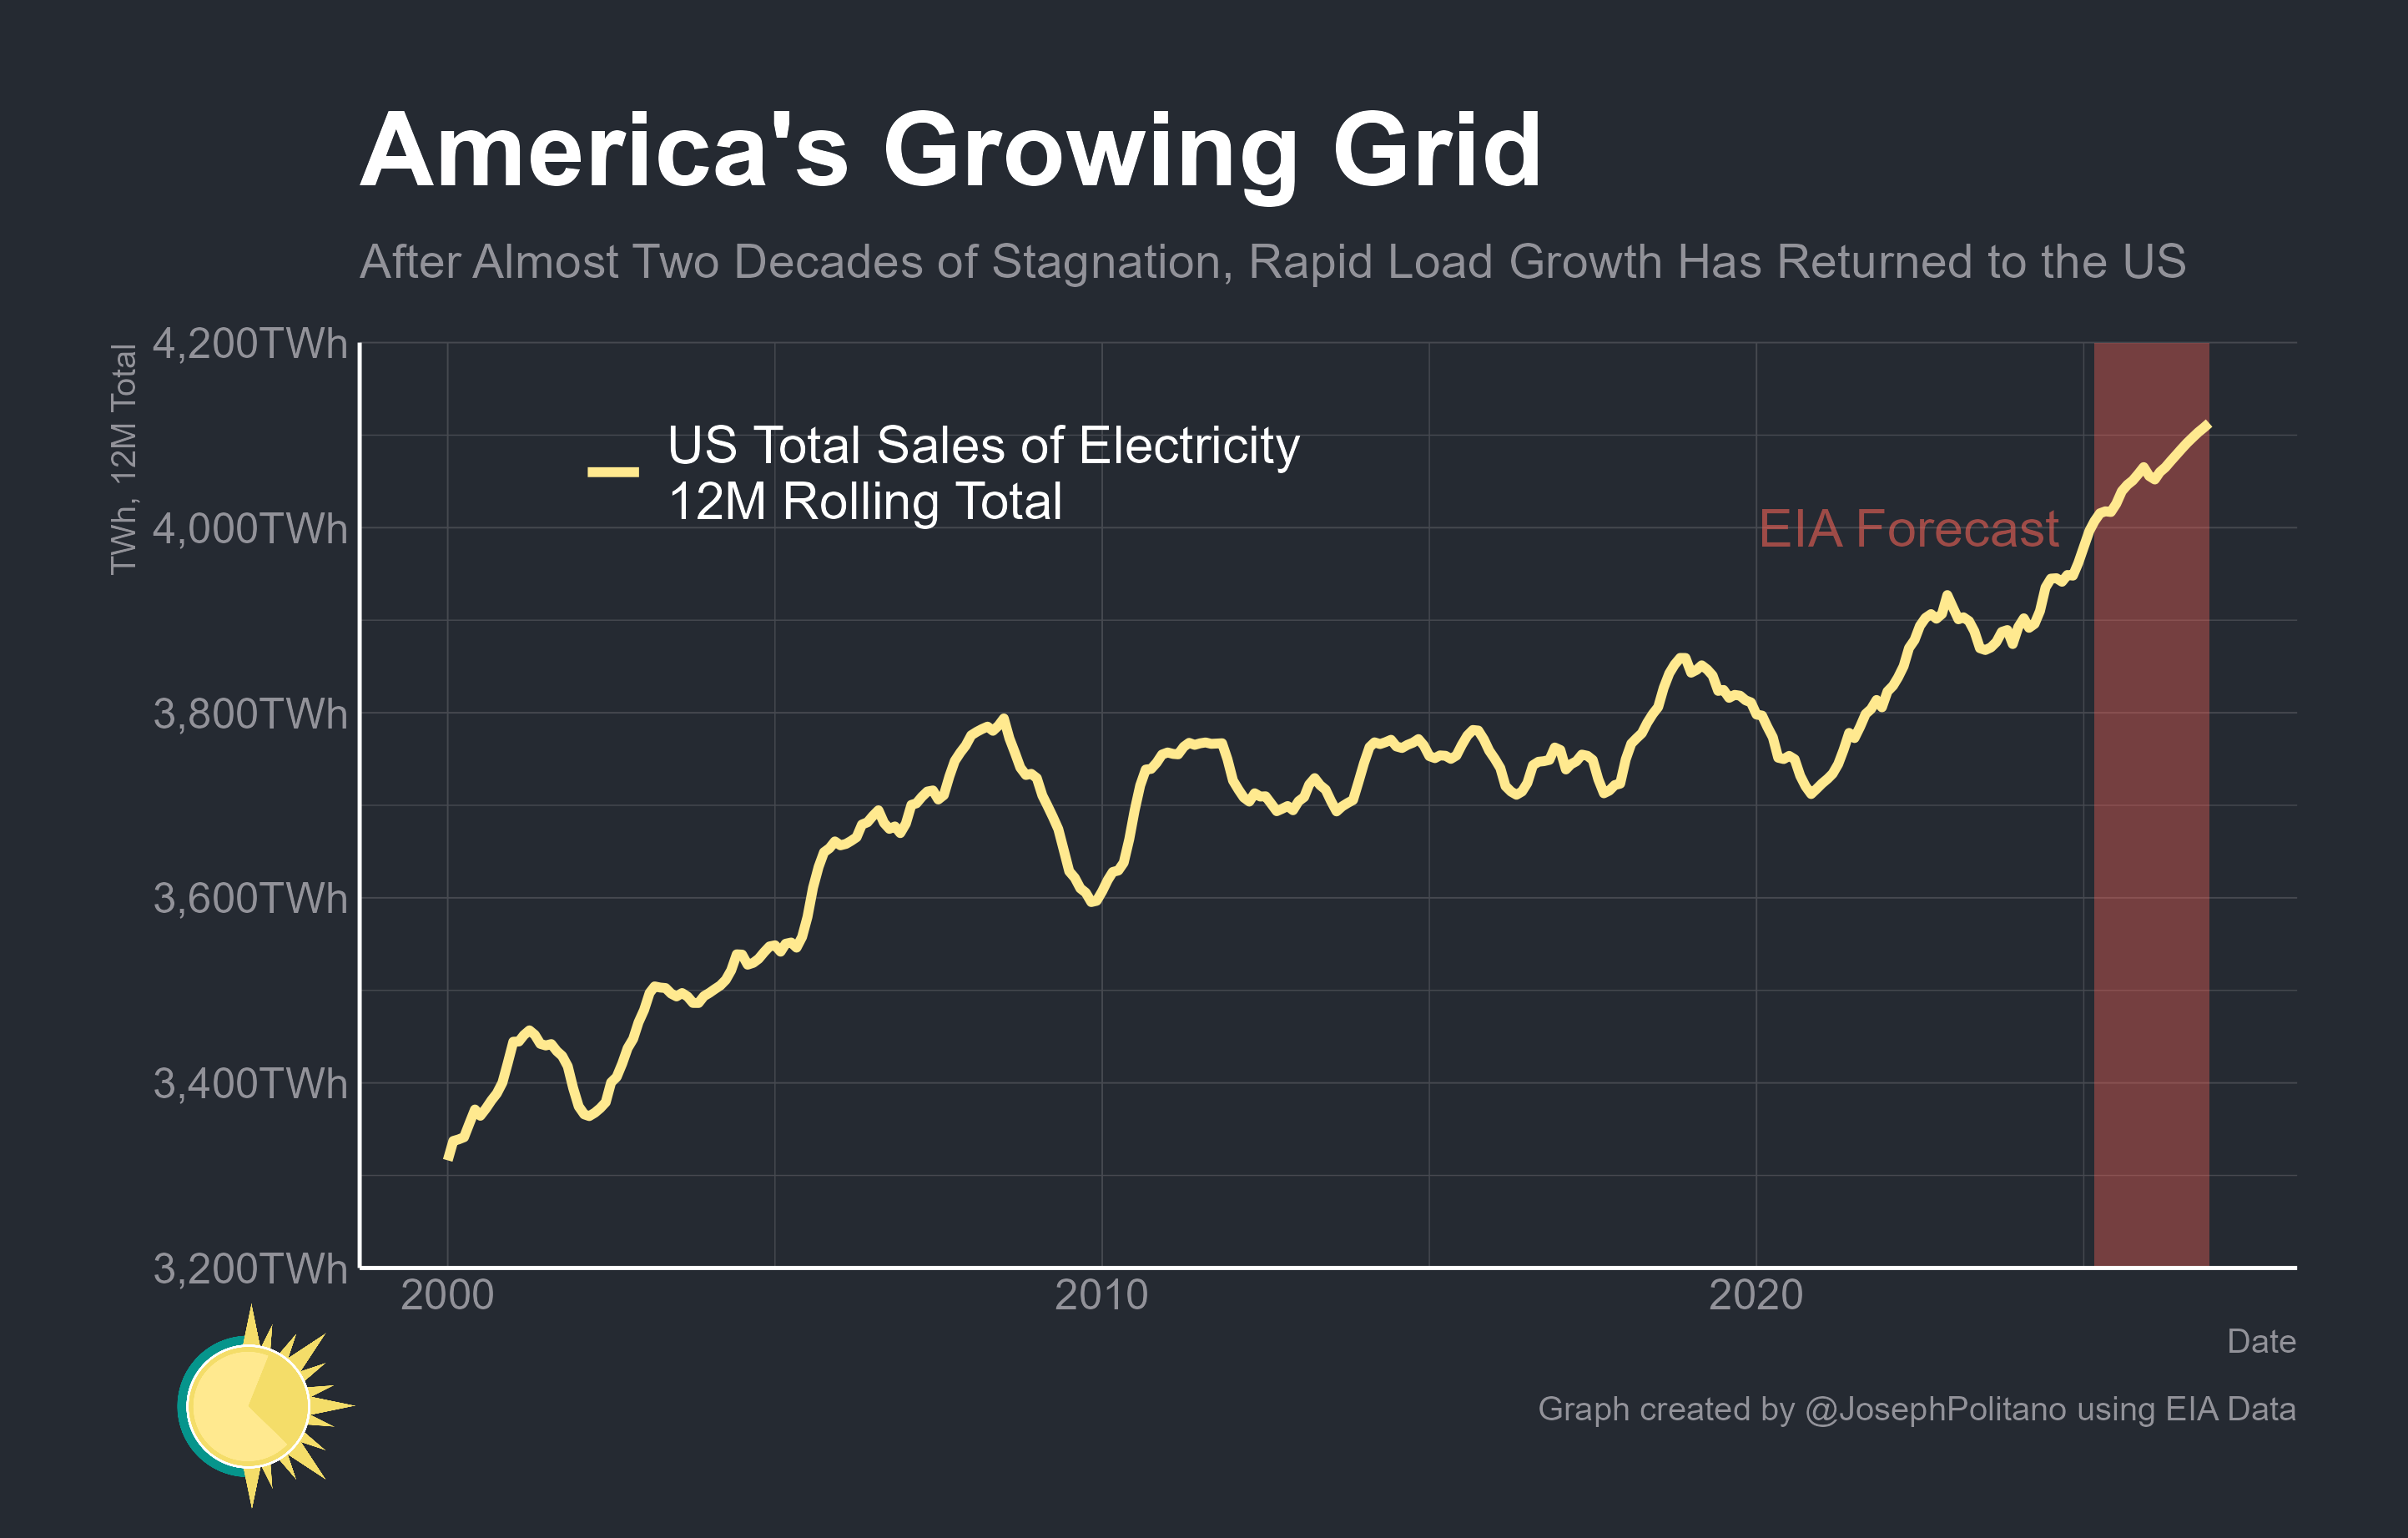 America's Growing Grid
After Almost Two Decades of Stagnation, Rapid Load Growth Has Returned to the US
TWh, 12M Total
4,200TWh
4,000TWh
3,800TWh
3,600TWh
3,400TWh
3,200TWh
US Total Sales of Electricity
12M Rolling Total
EIA Forecast
2000
2010
2020
Date
Graph created by @JosephPolitano using EIA Data